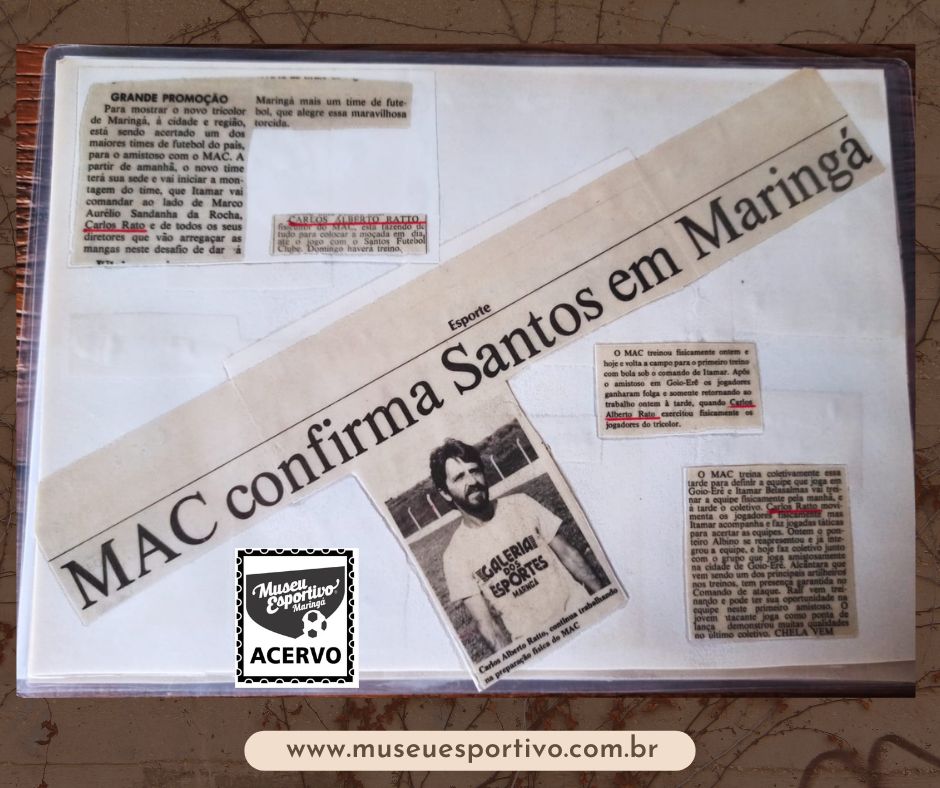 GRANDE PROMOÇÃO
Para mostrar o novo tricolor
de Maringá, à cidade e região,
está sendo acertado um dos
maiores times de futebol do país,
para o amistoso com o MAC. A
partir de amanhã, o novo time
terá sua sede e vai iniciar a mon-
tagem do time, que Itamar vai
comandar ao lado de Marco
Aurélio Sandanha da Rocha,
Carlos Rato e de todos os seus
diretores que vão arregaçar as
mangas neste desafio de dar à
Maringá mais um time de fute-
bol, que alegre essa maravilhosa
torcida.
CARLOS ALBERTO RATTO
fisicultor do MAC, está fazendo de
tudo para colocar a moçada em dia,
até o jogo com o Santos Futebol
Clube. Domingo haverá treino.
Esporte
MAC confirma Santos em Maringá
O MAC treinou fisicamente ontem e
hoje e volta a campo para o primeiro treino
com bola sob o comando de Itamar. Após
o amistoso em Goio-Erê os jogadores
ganharam folga e somente retornando ao
trabalho ontem à tarde, quando Carlos
Alberto Rato exercitou fisicamente os
jogadores do tricolor.
GALERIA
DOS
ESPORTES
MARINGÁ
Carlos Alberto Ratto, continua trabalhando
na preparação física do MAC
O MAC treina coletivamente essa
tarde para definir a equipe que joga em
Goio-Erê e Itamar Belasalmas vai trei-
nar a equipe fisicamente pela manhã, e
à tarde o coletivo. Carlos Ratto movi-
menta os jogadores fisicamente mas
Itamar acompanha e faz jogadas táticas
para acertar as equipes. Ontem o pon-
teiro Albino se reapresentou e já inte-
grou a equipe, e hoje faz coletivo junto
com o grupo que joga amistosamente
na cidade de Goio-Erê. Alcântara que
vem sendo um dos principais artilheiros
nos treinos, tem presença garantida no
Comando de ataque. Ralf vem trei-
nando e pode ter sua oportunidade na
equipe neste primeiro amistoso. O
jovem atacante joga como ponta de
lança demonstrou muitas qualidades
no último coletivo. CHELA VEM
Museu
Esportivo
Maringá
ACERVO
www.museuesportivo.com.br